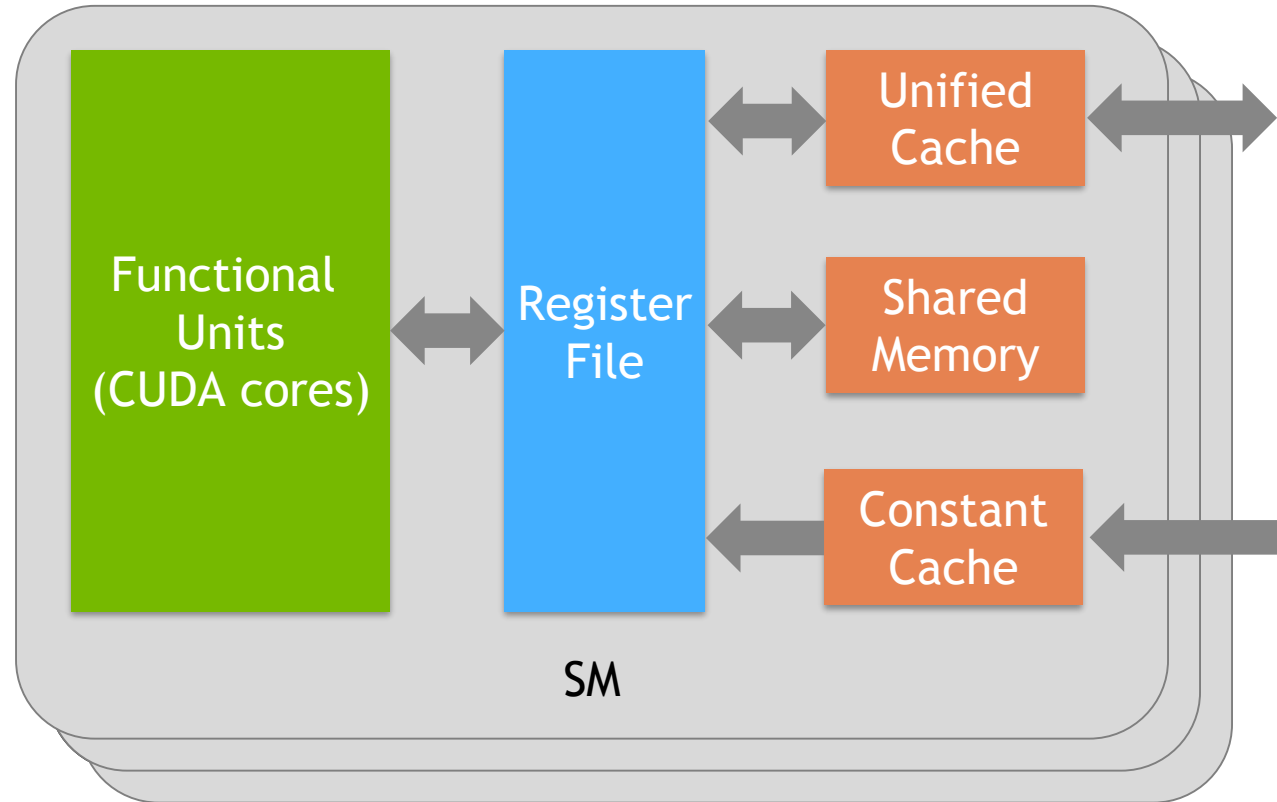 Functional
Units
(CUDA cores)
Register
File
Unified
Cache
Shared
Memory
Constant
Cache
SM